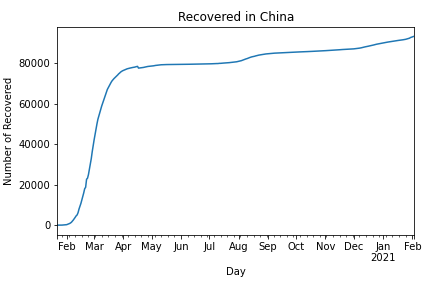 Recovered in China
Number of Recovered
80000
60000
40000
20000
0
Feb Mar Apr May Jun Jul Aug Sep Oct Nov Dec Jan Feb
2021
Day